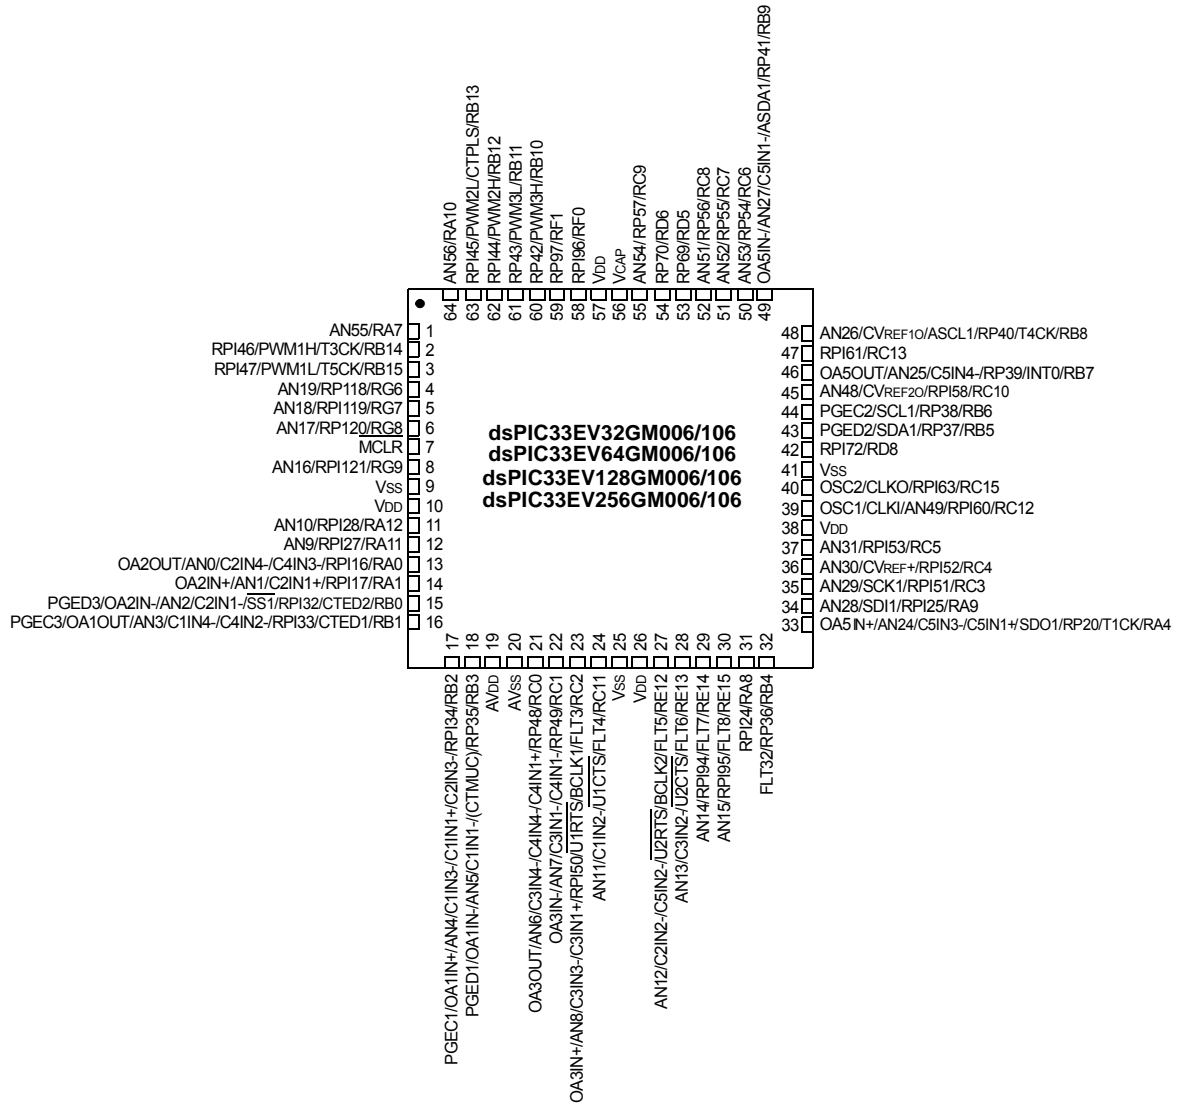 AN56/RA10
RPI45/PWM2L/CTPLS/RB13
RPI44/PWM2H/RB12
RP43/PWM3L/RB11
RP42/PWM3H/RB10
RP97/RF1
RPI96/RF0
VDD
VCAP
AN54/RP57/RC9
RP70/RD6
RP69/RD5
AN51/RP56/RC8
AN52/RP55/RC7
AN53/RP54/RC6
OA5IN-/AN27/C5IN1-/ASDA1/RP41/RB9
64 63 62 61 60 59 58 57 56 55 54 53 52 51 50 49
AN55/RA7 1
RPI46/PWM1H/T3CK/RB14 2
RPI47/PWM1L/T5CK/RB15 3
AN19/RP118/RG6 4
AN18/RPI119/RG7 5
AN17/RP120/RG8 6
MCLR 7
AN16/RPI121/RG9 8
VSS 9
VDD 10
AN10/RPI28/RA12 11
AN9/RPI27/RA11 12
OA2OUT/AN0/C2IN4-/C4IN3-/RPI16/RA0 13
OA2IN+/AN1/C2IN1+/RPI17/RA1 14
PGED3/OA2IN-/AN2/C2IN1-/SS1/RPI32/CTED2/RB0 15
PGEC3/OA1OUT/AN3/C1IN4-/C4IN2-/RPI33/CTED1/RB1 16
dsPIC33EV32GM006/106
dsPIC33EV64GM006/106
dsPIC33EV128GM006/106
dsPIC33EV256GM006/106
48 AN26/CVREF1O/ASCL1/RP40/T4CK/RB8
47 RPI61/RC13
46 OA5OUT/AN25/C5IN4-/RP39/INT0/RB7
45 AN48/CVREF2O/RPI58/RC10
44 PGEC2/SCL1/RP38/RB6
43 PGED2/SDA1/RP37/RB5
42 RPI72/RD8
41 VSS
40 OSC2/CLKO/RPI63/RC15
39 OSC1/CLKI/AN49/RPI60/RC12
38 VDD
37 AN31/RPI53/RC5
36 AN30/CVREF+/RPI52/RC4
35 AN29/SCK1/RPI51/RC3
34 AN28/SDI1/RPI25/RA9
33 OA5IN+/AN24/C5IN3-/C5IN1+/SDO1/RP20/T1CK/RA4
17 18 19 20 21 22 23 24 25 26 27 28 29 30 31 32
PGEC1/OA1IN+/AN4/C1IN3-/C1IN1+/C2IN3-/RPI34/RB2
PGED1/OA1IN-/AN5/C1IN1-/(CTMUC)/RP35/RB3
AVDD
AVSS
OA3OUT/AN6/C3IN4-/C4IN4-/C4IN1+/RP48/RC0
OA3IN-/AN7/C3IN1-/C4IN1-/RP49/RC1
OA3IN+/AN8/C3IN3-/C3IN1+/RPI50/U1RTS/BCLK1/FLT3/RC2
AN11/C1IN2-/U1CTS/FLT4/RC11
VSS
VDD
AN12/C2IN2-/C5IN2-/U2RTS/BCLK2/FLT5/RE12
AN13/C3IN2-/U2CTS/FLT6/RE13
AN14/RPI94/FLT7/RE14
AN15/RPI95/FLT8/RE15
RPI24/RA8
FLT32/RP36/RB4